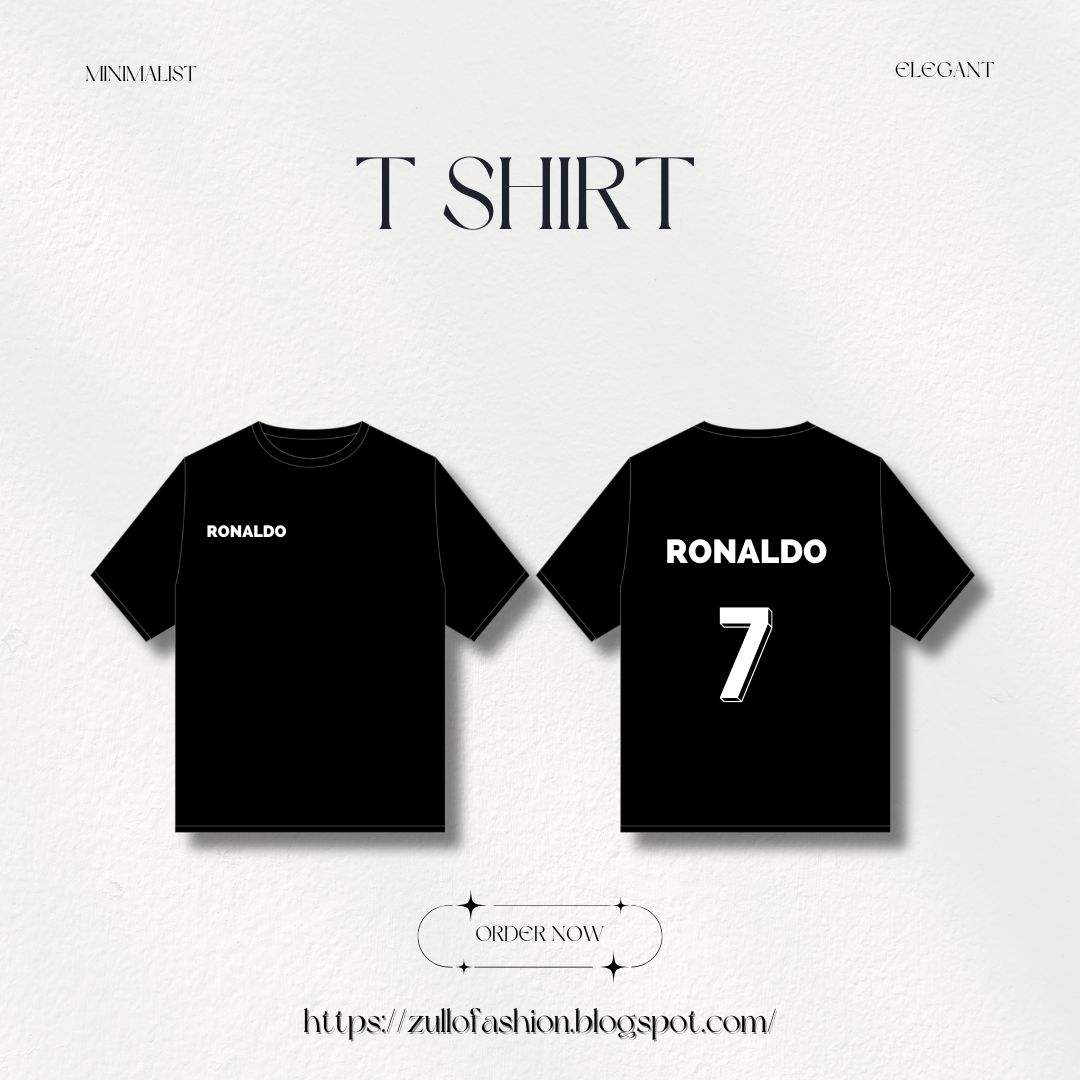 MINIMALIST
ELEGANT
T SHIRT
RONALDO
RONALDO
7
ORDER NOW
https://zullofashion.blogspot.com/